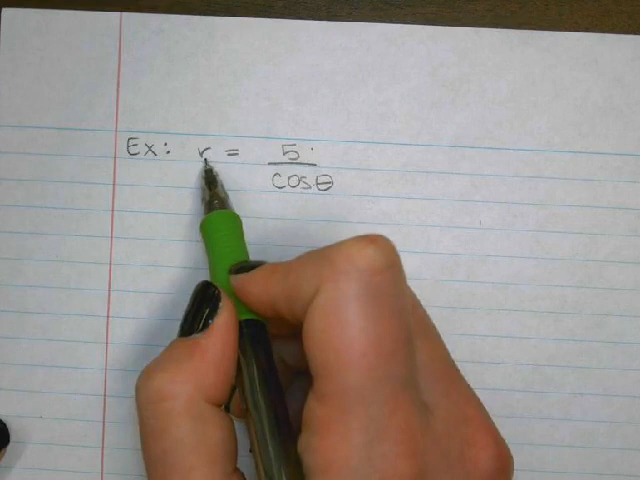 Ex: r = 5 / cosθ